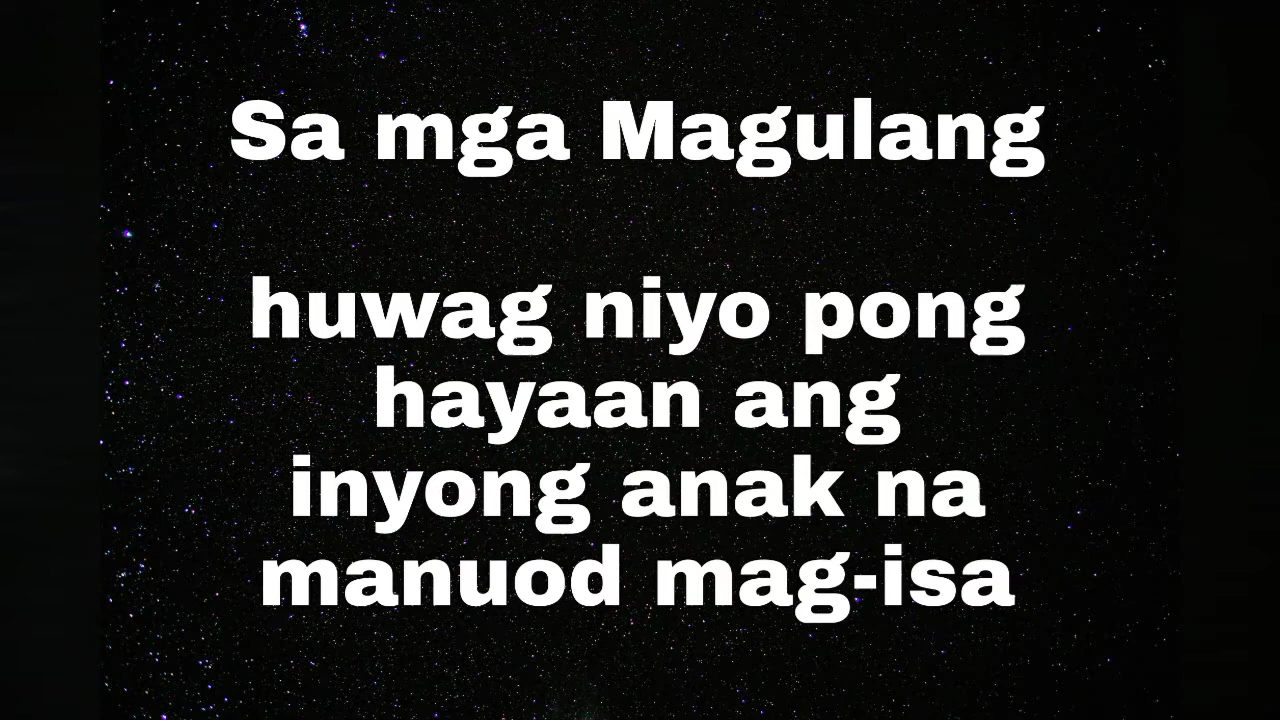 Sa mga Magulang
huwag niyo pong
hayaan ang
inyong anak na
manuod mag-isa